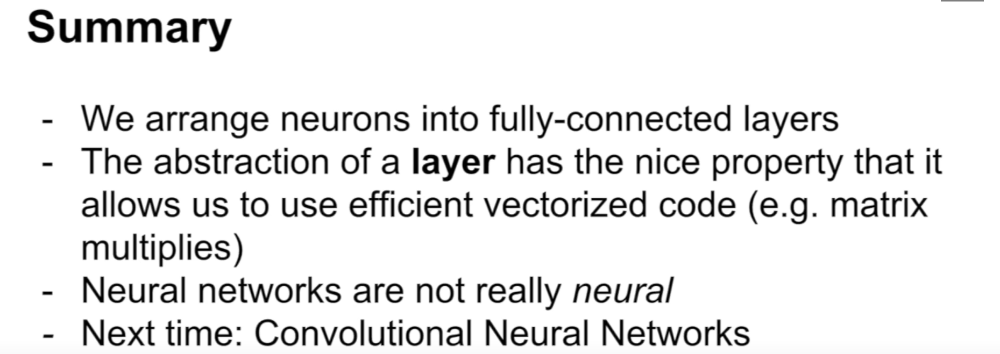 Summary
- We arrange neurons into fully-connected layers
- The abstraction of a layer has the nice property that it
allows us to use efficient vectorized code (e.g. matrix
multiplies)
- Neural networks are not really neural
- Next time: Convolutional Neural Networks